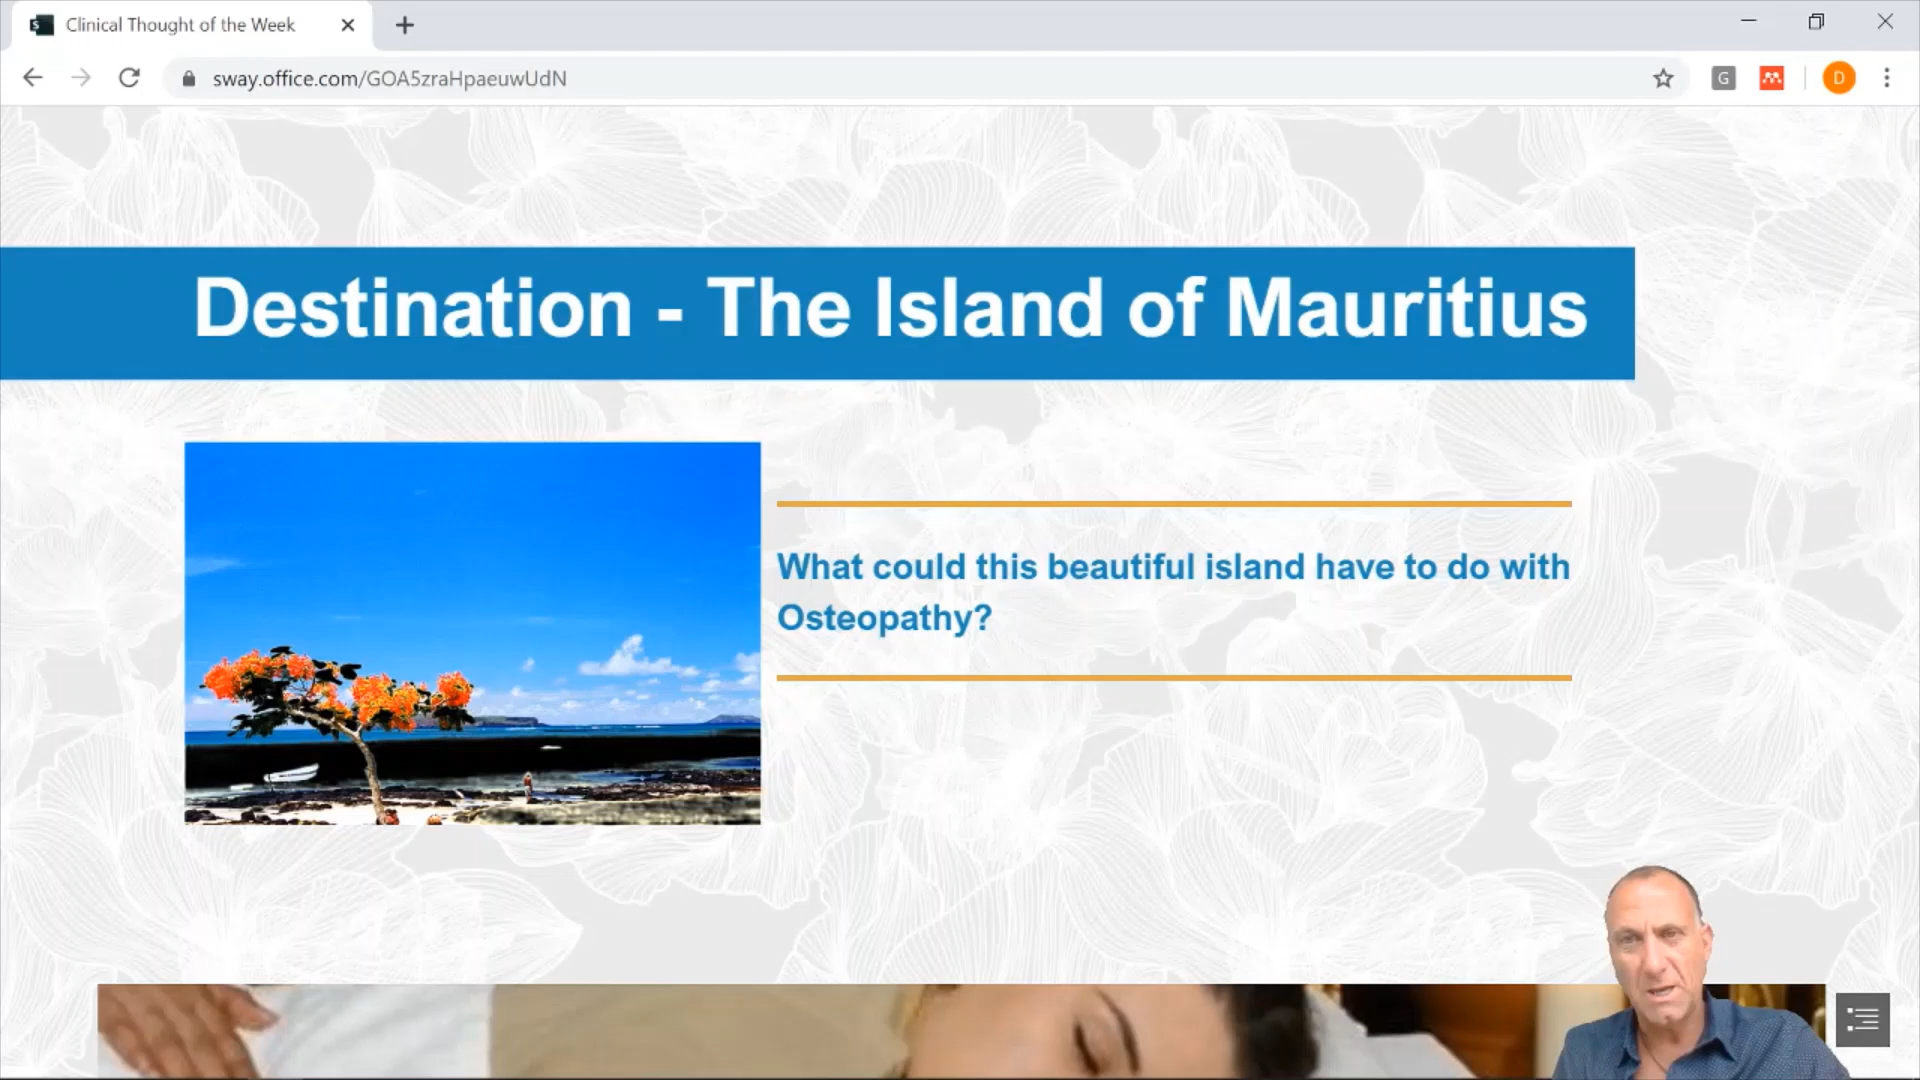 Clinical Thought of the Week
sway.office.com/GOA5zraHpaeuwUdN
G
D
Destination - The Island of Mauritius
What could this beautiful island have to do with
Osteopathy?